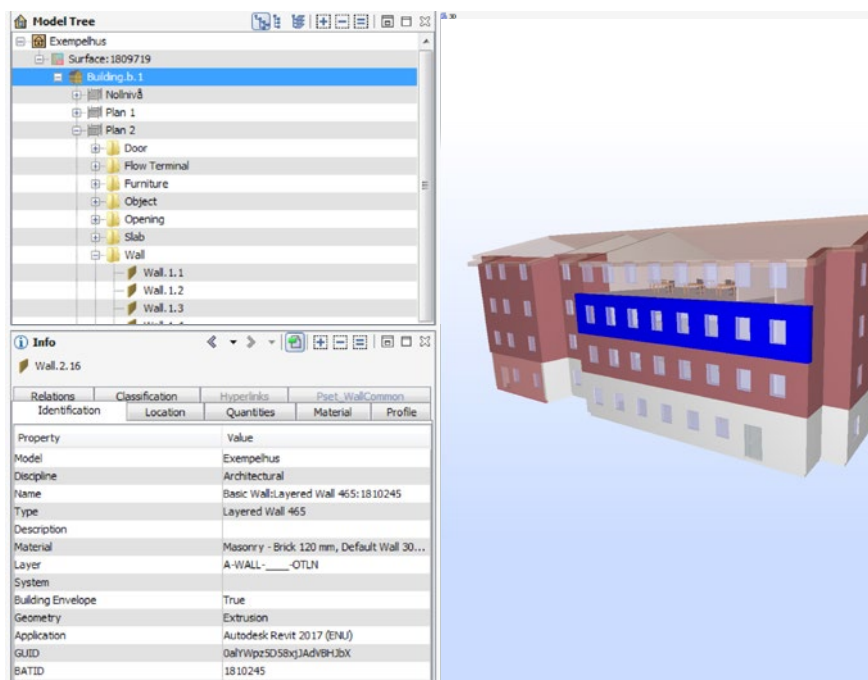 Model Tree
3D
Exempelhus
Surface:1809719
Building.b.1
Nollnivå
Plan 1
Plan 2
Door
Flow Terminal
Furniture
Object
Opening
Slab
Wall
Wall.1.1
Wall.1.2
Wall.1.3
Info
Wall.2.16
Relations Classification Hyperlinks Pset_WallCommon
Identification Location Quantities Material Profile
Property Value
Model Exempelhus
Discipline Architectural
Name Basic Wall:Layered Wall 465:1810245
Type Layered Wall 465
Description
Material Masonry - Brick 120 mm, Default Wall 30...
Layer A-WALL-____-OTLN
System
Building Envelope True
Geometry Extrusion
Application Autodesk Revit 2017 (ENU)
GUID
BATID 1810245